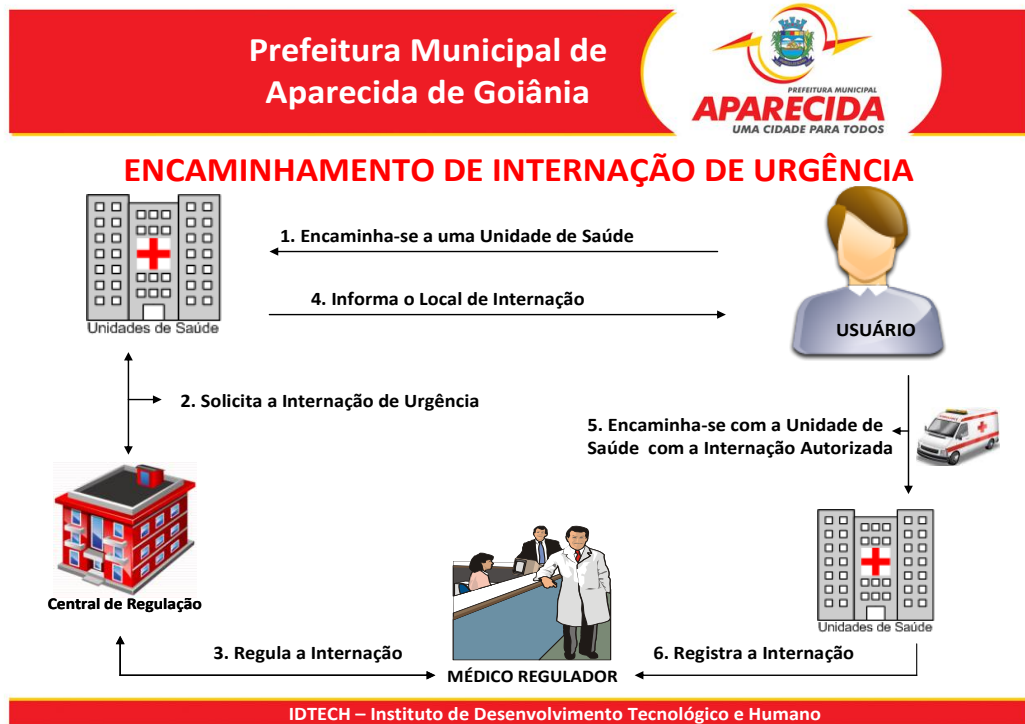 Prefeitura Municipal de
Aparecida de Goiânia
PREFEITURA MUNICIPAL
APARECIDA
UMA CIDADE PARA TODOS
ENCAMINHAMENTO DE INTERNAÇÃO DE URGÊNCIA
1. Encaminha-se a uma Unidade de Saúde
4. Informa o Local de Internação
Unidades de Saúde
USUÁRIO
2. Solicita a Internação de Urgência
5. Encaminha-se com a Unidade de
Saúde com a Internação Autorizada
Central de Regulação
Unidades de Saúde
3. Regula a Internação
6. Registra a Internação
MÉDICO REGULADOR
IDTECH – Instituto de Desenvolvimento Tecnológico e Humano